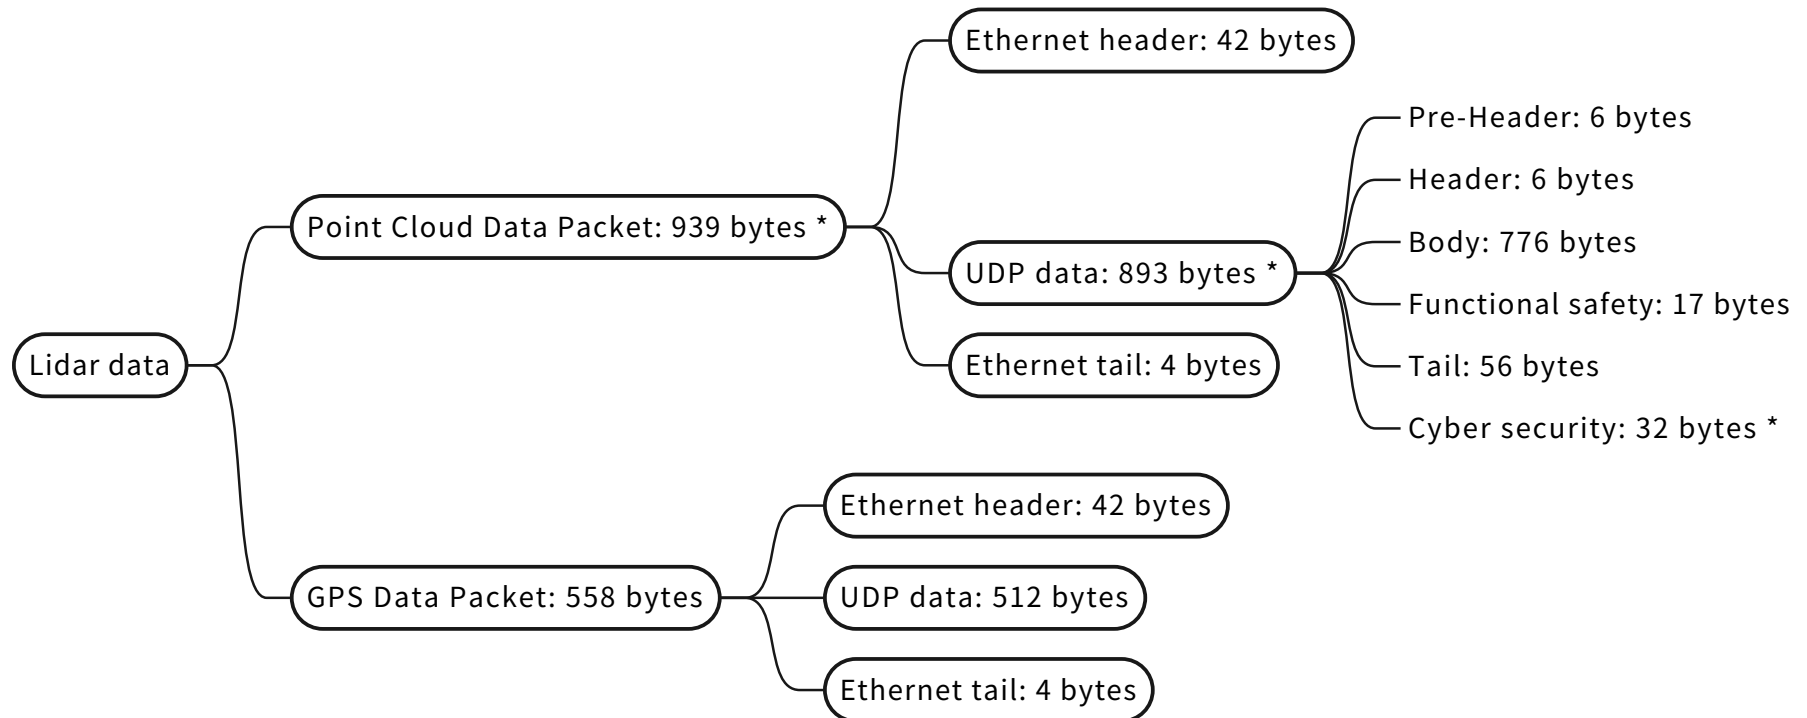 Lidar data
Point Cloud Data Packet: 939 bytes *
Ethernet header: 42 bytes
UDP data: 893 bytes *
Pre-Header: 6 bytes
Header: 6 bytes
Body: 776 bytes
Functional safety: 17 bytes
Tail: 56 bytes
Cyber security: 32 bytes *
Ethernet tail: 4 bytes
GPS Data Packet: 558 bytes
Ethernet header: 42 bytes
UDP data: 512 bytes
Ethernet tail: 4 bytes